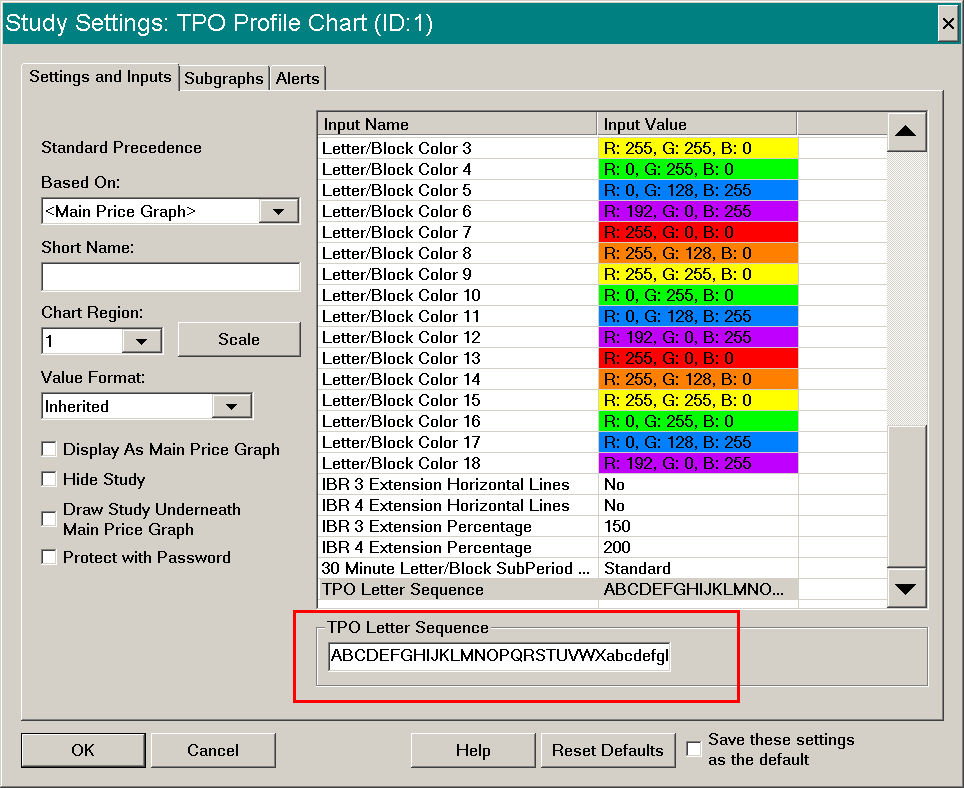 Study Settings: TPO Profile Chart (ID:1)
Settings and Inputs
Subgraphs
Alerts
Standard Precedence
Based On:
<Main Price Graph>
Short Name:
Chart Region:
1
Scale
Value Format:
Inherited
Display As Main Price Graph
Hide Study
Draw Study Underneath
Main Price Graph
Protect with Password
Input Name Input Value
Letter/Block Color 3 R: 255, G: 255, B: 0
Letter/Block Color 4 R: 0, G: 255, B: 0
Letter/Block Color 5 R: 0, G: 128, B: 255
Letter/Block Color 6 R: 192, G: 0, B: 255
Letter/Block Color 7 R: 255, G: 0, B: 0
Letter/Block Color 8 R: 255, G: 128, B: 0
Letter/Block Color 9 R: 255, G: 255, B: 0
Letter/Block Color 10 R: 0, G: 255, B: 0
Letter/Block Color 11 R: 0, G: 128, B: 255
Letter/Block Color 12 R: 192, G: 0, B: 255
Letter/Block Color 13 R: 255, G: 0, B: 0
Letter/Block Color 14 R: 255, G: 128, B: 0
Letter/Block Color 15 R: 255, G: 255, B: 0
Letter/Block Color 16 R: 0, G: 255, B: 0
Letter/Block Color 17 R: 0, G: 128, B: 255
Letter/Block Color 18 R: 192, G: 0, B: 255
IBR 3 Extension Horizontal Lines No
IBR 4 Extension Horizontal Lines No
IBR 3 Extension Percentage 150
IBR 4 Extension Percentage 200
30 Minute Letter/Block SubPeriod ... Standard
TPO Letter Sequence ABCDEFGHIJKLMNO...
TPO Letter Sequence
ABCDEFGHIJKLMNOPQRSTUVWXabcdefgl
OK
Cancel
Help
Reset Defaults
Save these settings
as the default